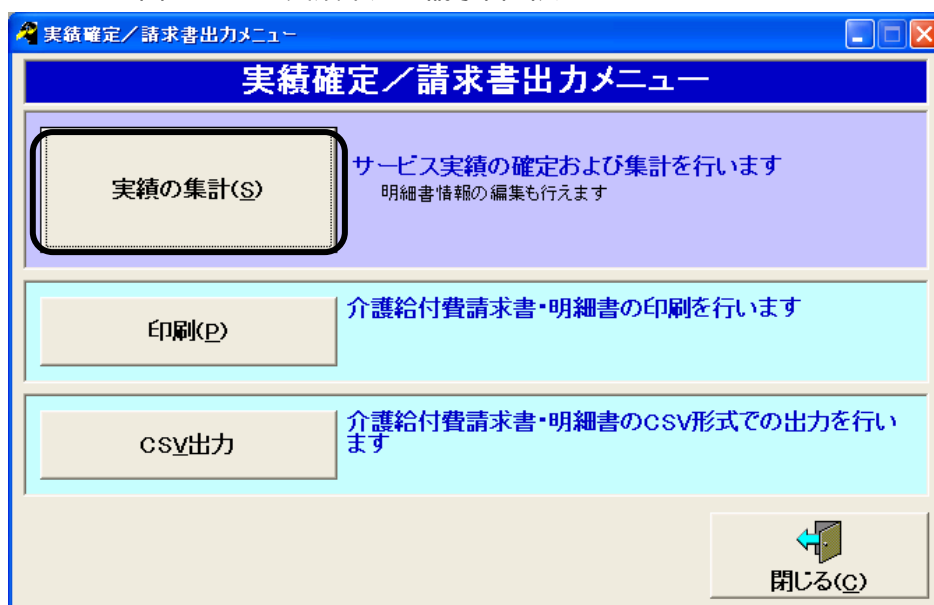 実績確定／請求書出力メニュー
実績確定／請求書出力メニュー
実績の集計(S)
サービス実績の確定および集計を行います
明細書情報の編集も行えます
印刷(P)
介護給付費請求書・明細書の印刷を行います
CSV出力
介護給付費請求書・明細書のCSV形式での出力を行い
ます
閉じる(C)